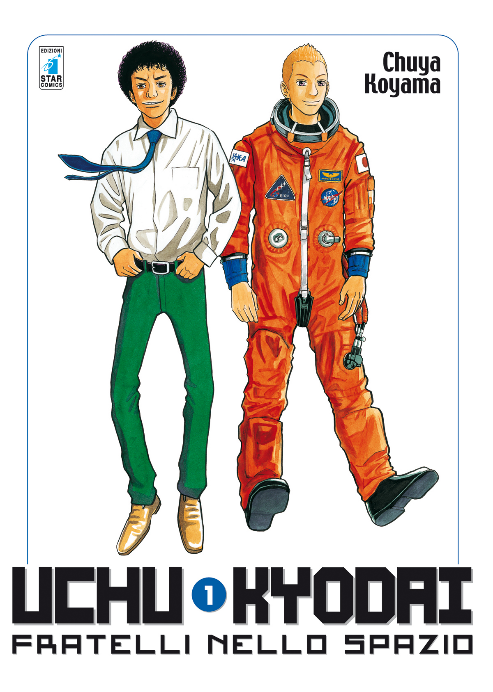 EDIZIONI
STAR
COMICS
Chuya
Koyama
UCHU 1 KYODAI
FRATELLI NELLO SPAZIO